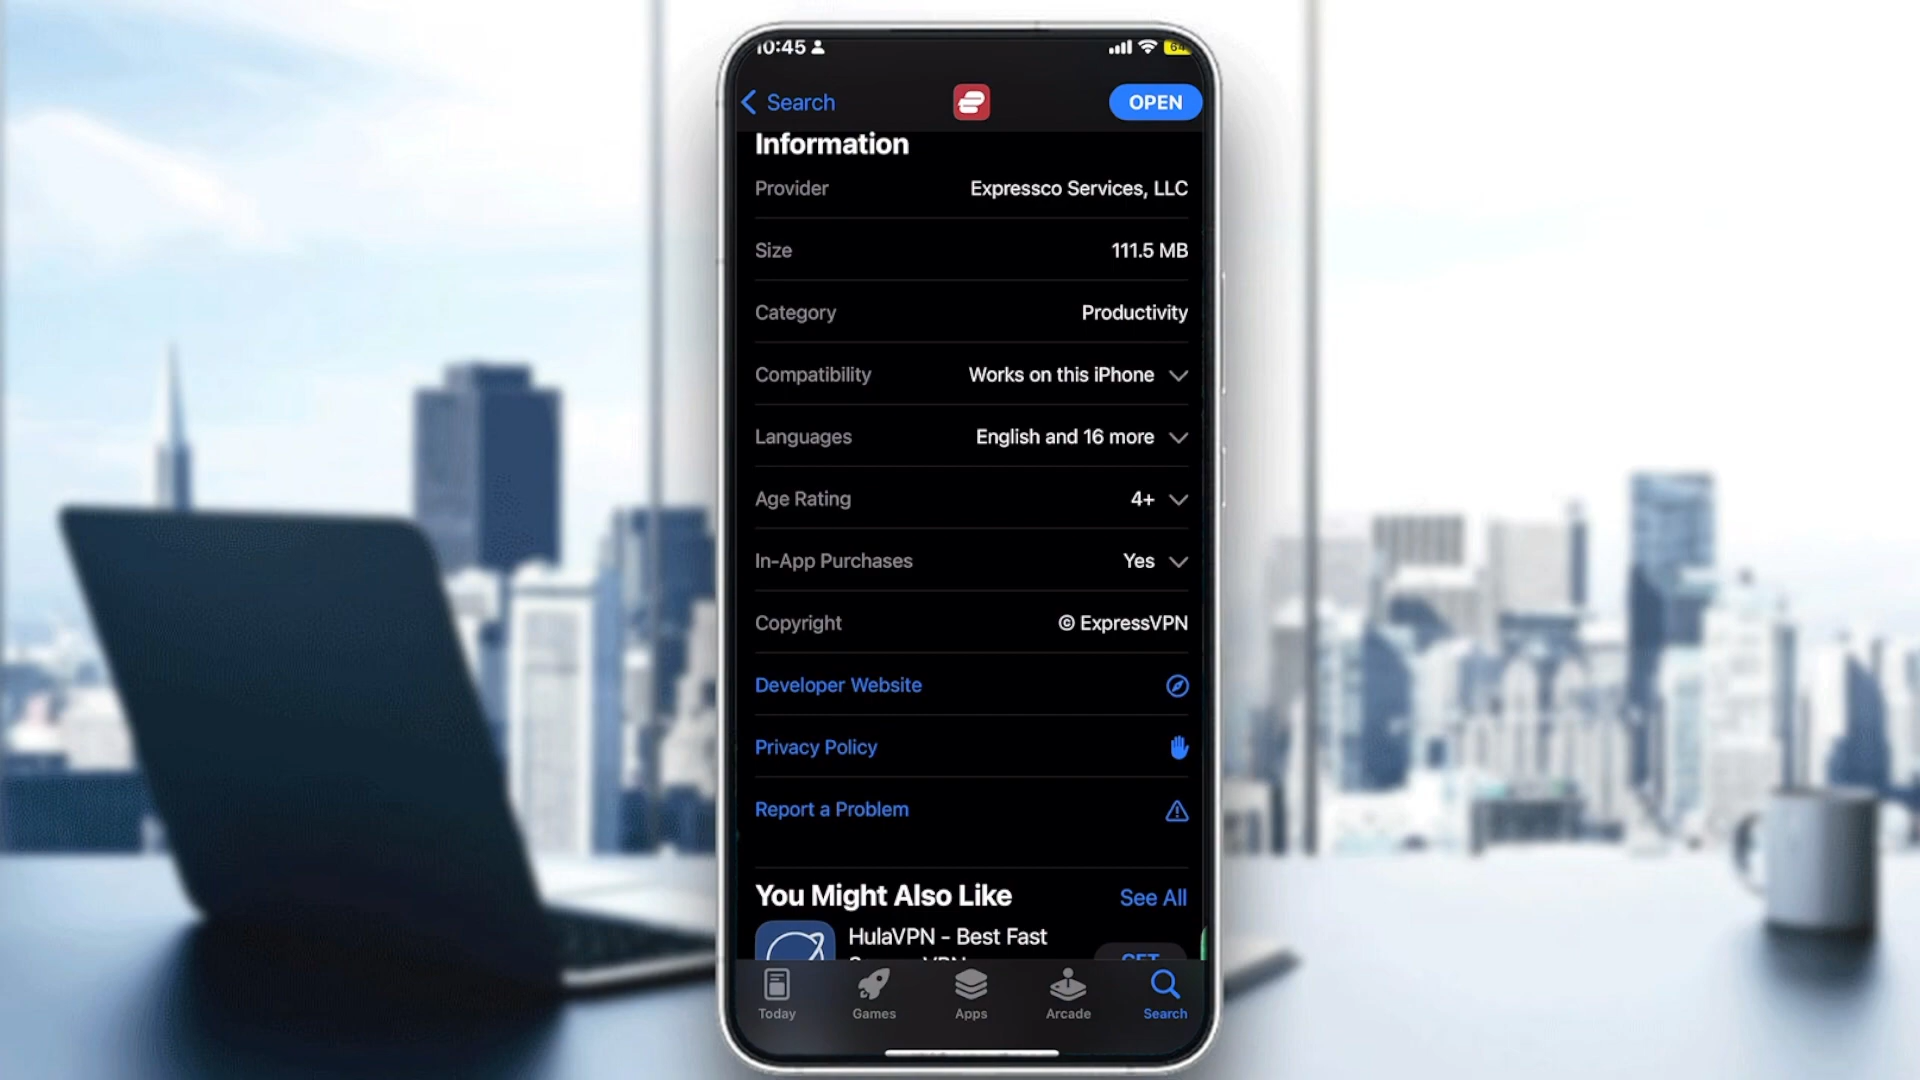 10:45
64
Search
OPEN
Information
Provider Expressco Services, LLC
Size 111.5 MB
Category Productivity
Compatibility Works on this iPhone
Languages English and 16 more
Age Rating 4+
In-App Purchases Yes
Copyright © ExpressVPN
Developer Website
Privacy Policy
Report a Problem
You Might Also Like See All
HulaVPN - Best Fast
GET
Today Games Apps Arcade Search